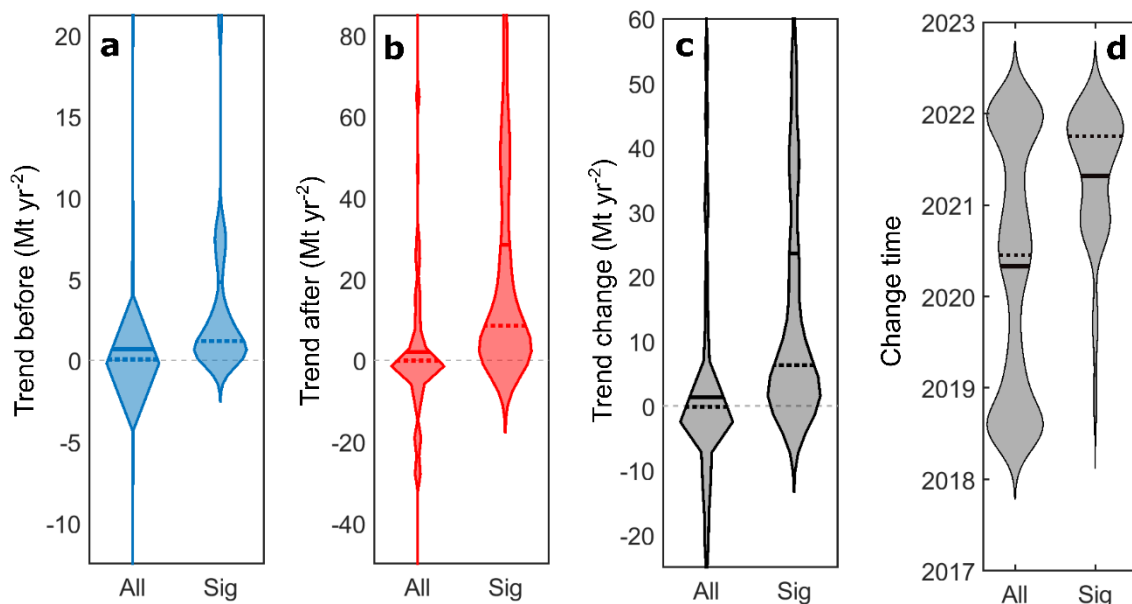 a
Trend before (Mt yr-2)
20
15
10
5
0
-5
-10
All Sig
b
Trend after (Mt yr-2)
80
60
40
20
0
-20
-40
All Sig
c
Trend change (Mt yr-2)
60
50
40
30
20
10
0
-10
-20
All Sig
d
Change time
2023
2022
2021
2020
2019
2018
2017
All Sig